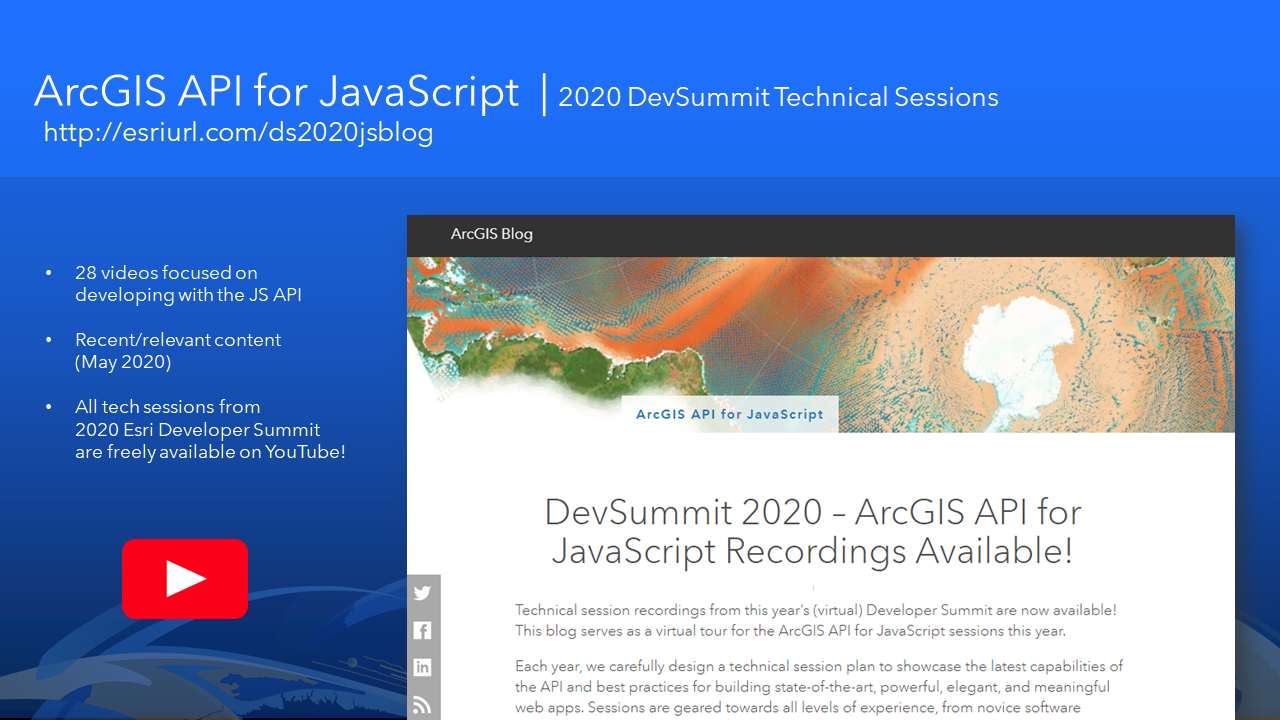 ArcGIS API for JavaScript | 2020 DevSummit Technical Sessions
http://esriurl.com/ds2020jsblog
• 28 videos focused on
developing with the JS API
• Recent/relevant content
(May 2020)
• All tech sessions from
2020 Esri Developer Summit
are freely available on YouTube!
ArcGIS Blog
ArcGIS API for JavaScript
DevSummit 2020 – ArcGIS API for
JavaScript Recordings Available!
Technical session recordings from this year's (virtual) Developer Summit are now available!
This blog serves as a virtual tour for the ArcGIS API for JavaScript sessions this year.
Each year, we carefully design a technical session plan to showcase the latest capabilities of
the API and best practices for building state-of-the-art, powerful, elegant, and meaningful
web apps. Sessions are geared towards all levels of experience, from novice software